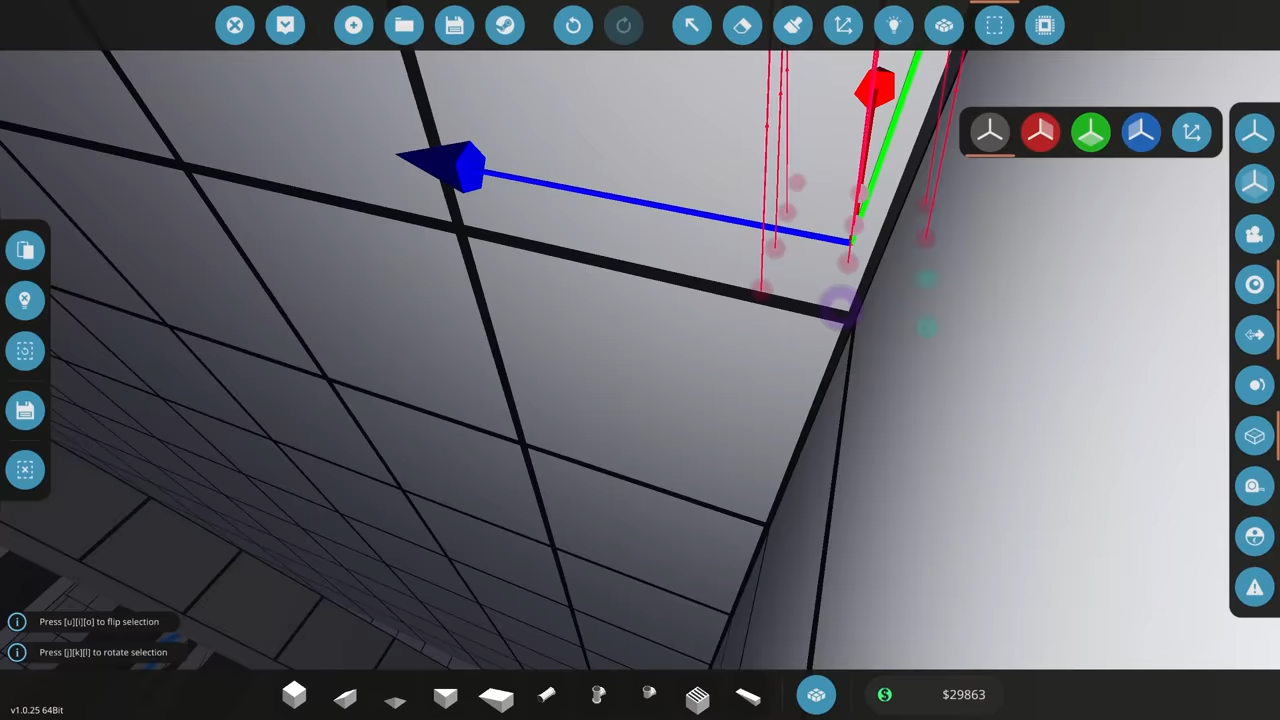 Press [u][i][o] to flip selection
Press [j][k][l] to rotate selection
v1.0.25 64Bit
$
$29863